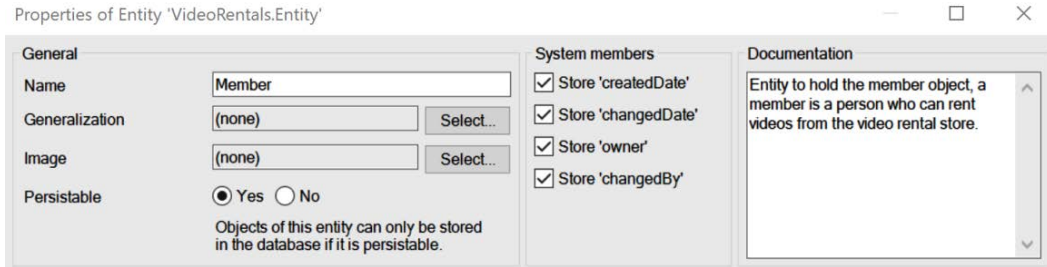 Properties of Entity 'VideoRentals.Entity'
General
Name
Member
Generalization
(none)
Select...
Image
(none)
Select...
Persistable
Yes
No
Objects of this entity can only be stored
in the database if it is persistable.
System members
Store 'createdDate'
Store 'changedDate'
Store 'owner'
Store 'changedBy'
Documentation
Entity to hold the member object, a
member is a person who can rent
videos from the video rental store.